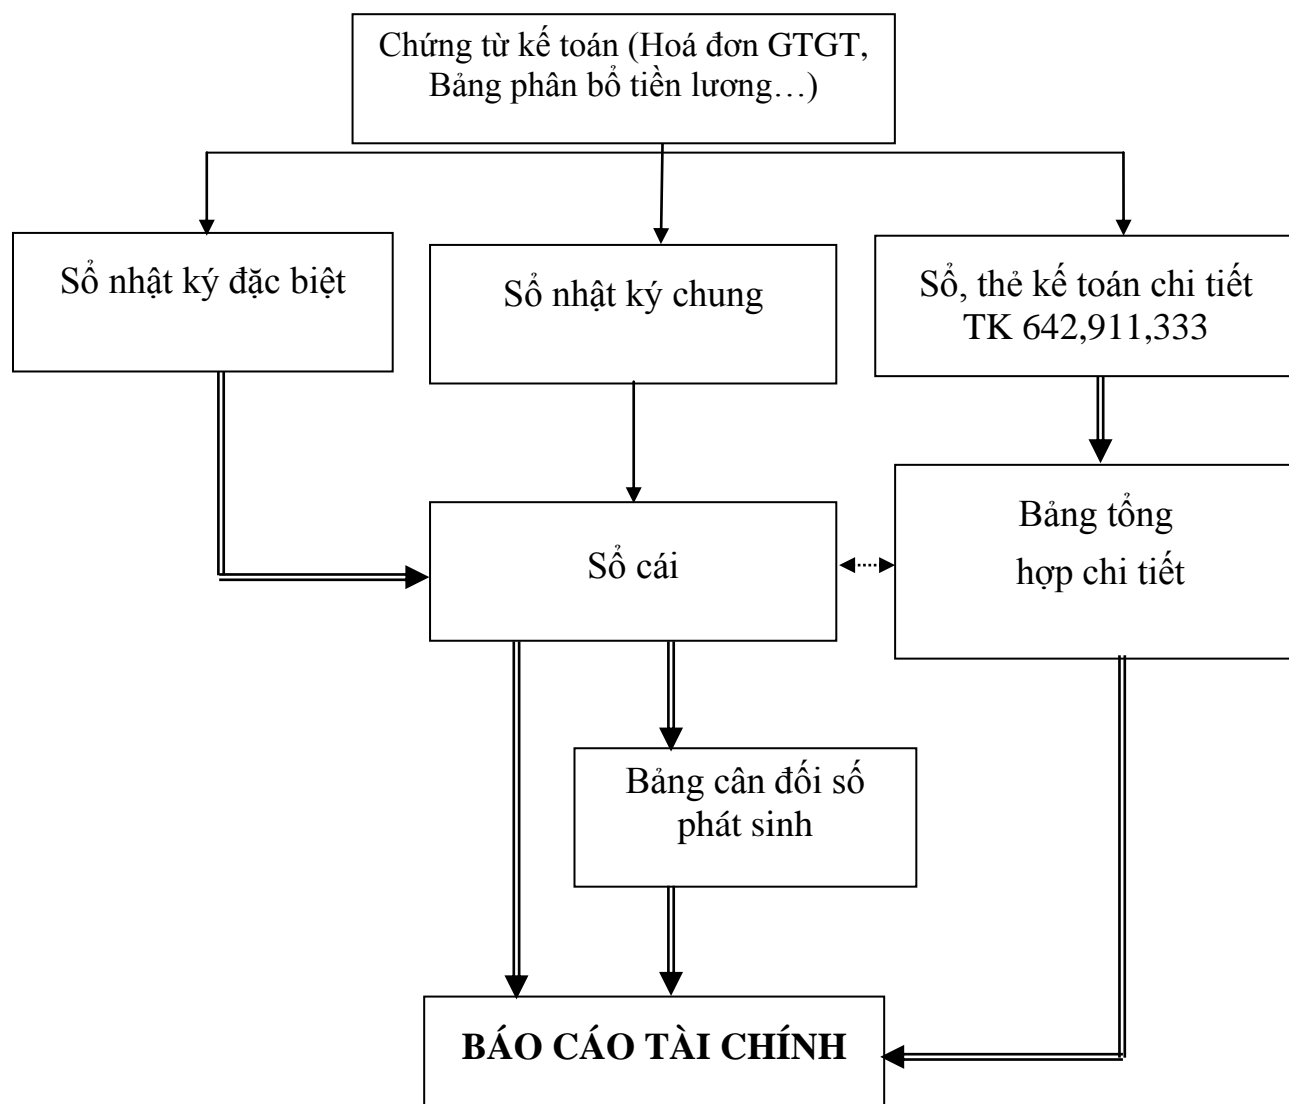 Chứng từ kế toán (Hoá đơn GTGT,
Bảng phân bổ tiền lương…)
Sổ nhật ký đặc biệt
Sổ nhật ký chung
Sổ, thẻ kế toán chi tiết
TK 642,911,333
Sổ cái
Bảng tổng
hợp chi tiết
Bảng cân đối số
phát sinh
BÁO CÁO TÀI CHÍNH